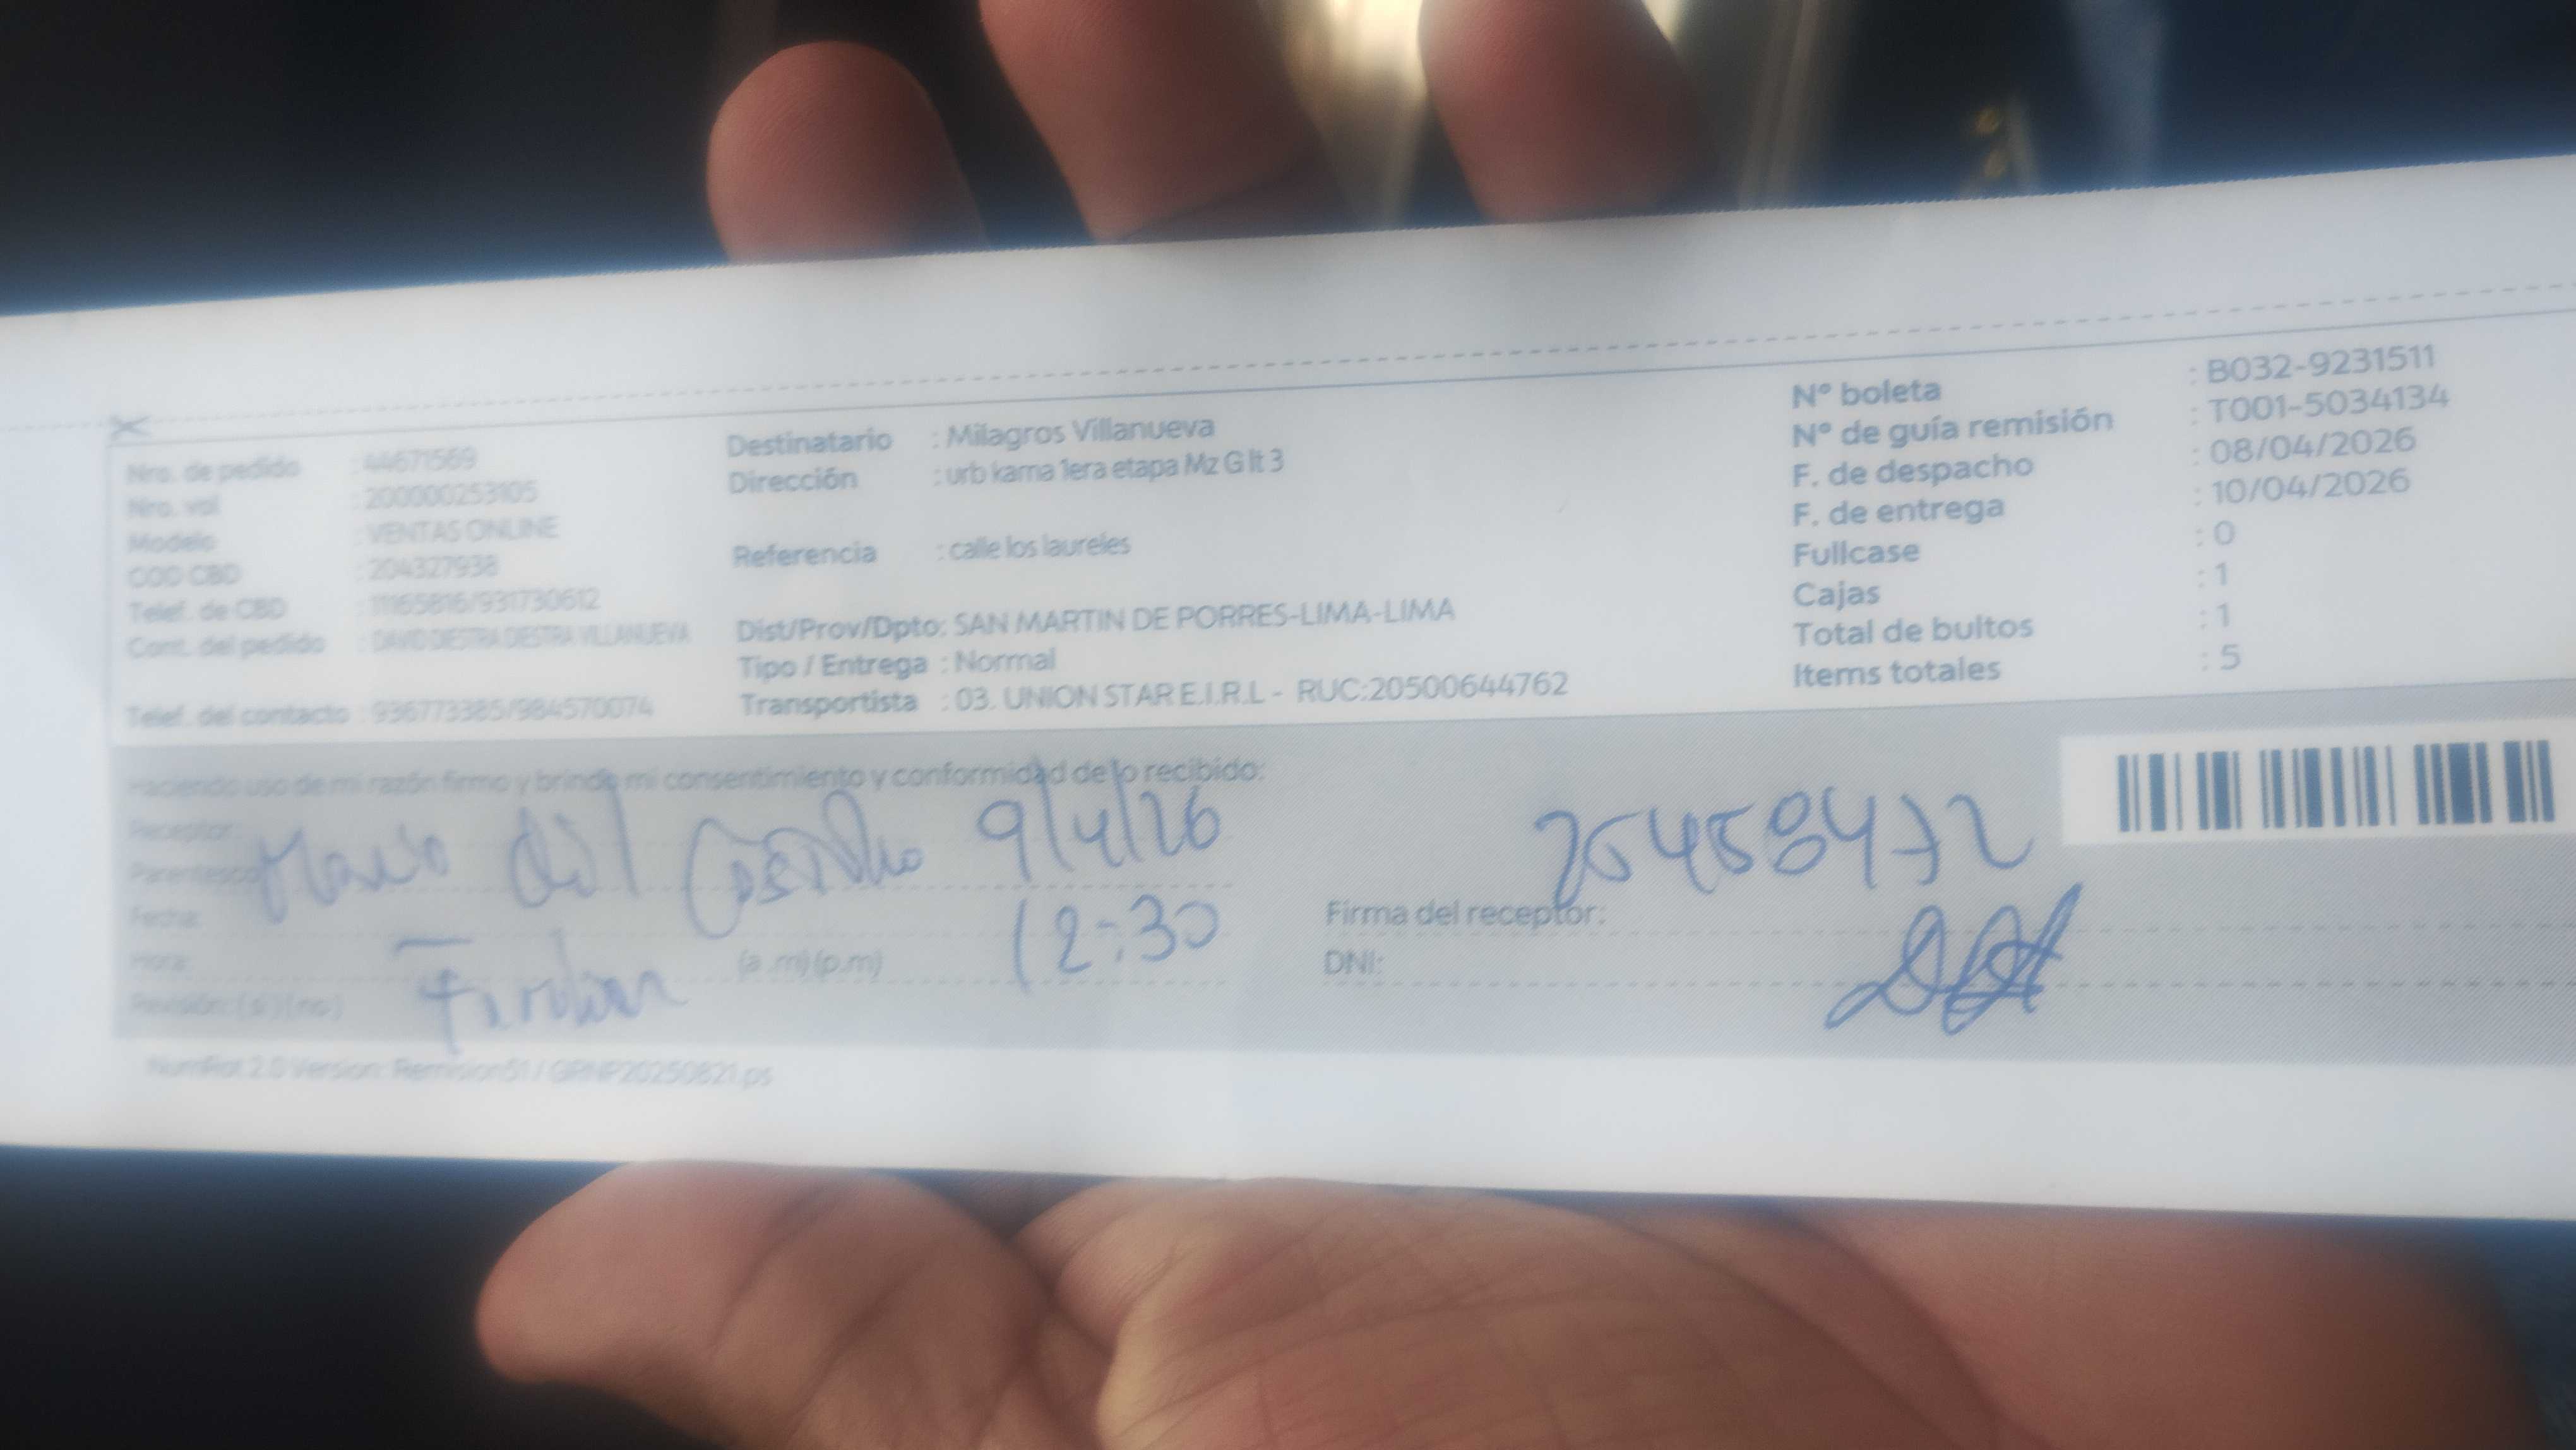 Nro. de pedido : 44671569
Nro. vol : 200000253105
Modelo : VENTAS ONLINE
COD CBD : 204327938
Telef. de CBD : 11165816/931730612
Cont. del pedido : DAVID DIESTRA DIESTRA VILLANUEVA
Telef. del contacto : 936773385/984570074
Destinatario : Milagros Villanueva
Dirección : urb kama 1era etapa Mz G lt 3
Referencia : calle los laureles
Dist/Prov/Dpto: SAN MARTIN DE PORRES-LIMA-LIMA
Tipo / Entrega : Normal
Transportista : 03. UNION STAR E.I.R.L - RUC:20500644762
N° boleta : B032-9231511
N° de guía remisión : T001-5034134
F. de despacho : 08/04/2026
F. de entrega : 10/04/2026
Fullcase : 0
Cajas : 1
Total de bultos : 1
Items totales : 5
Haciendo uso de mi razón firmo y brindo mi consentimiento y conformidad de lo recibido:
Receptor:
Parentesco:
9/4/26
Fecha:
Hora: (a.m) (p.m) 12:30
Revisión: (si) (no)
25458472
Firma del receptor:
DNI:
Version: Remision51 / GRNP20250821.ps